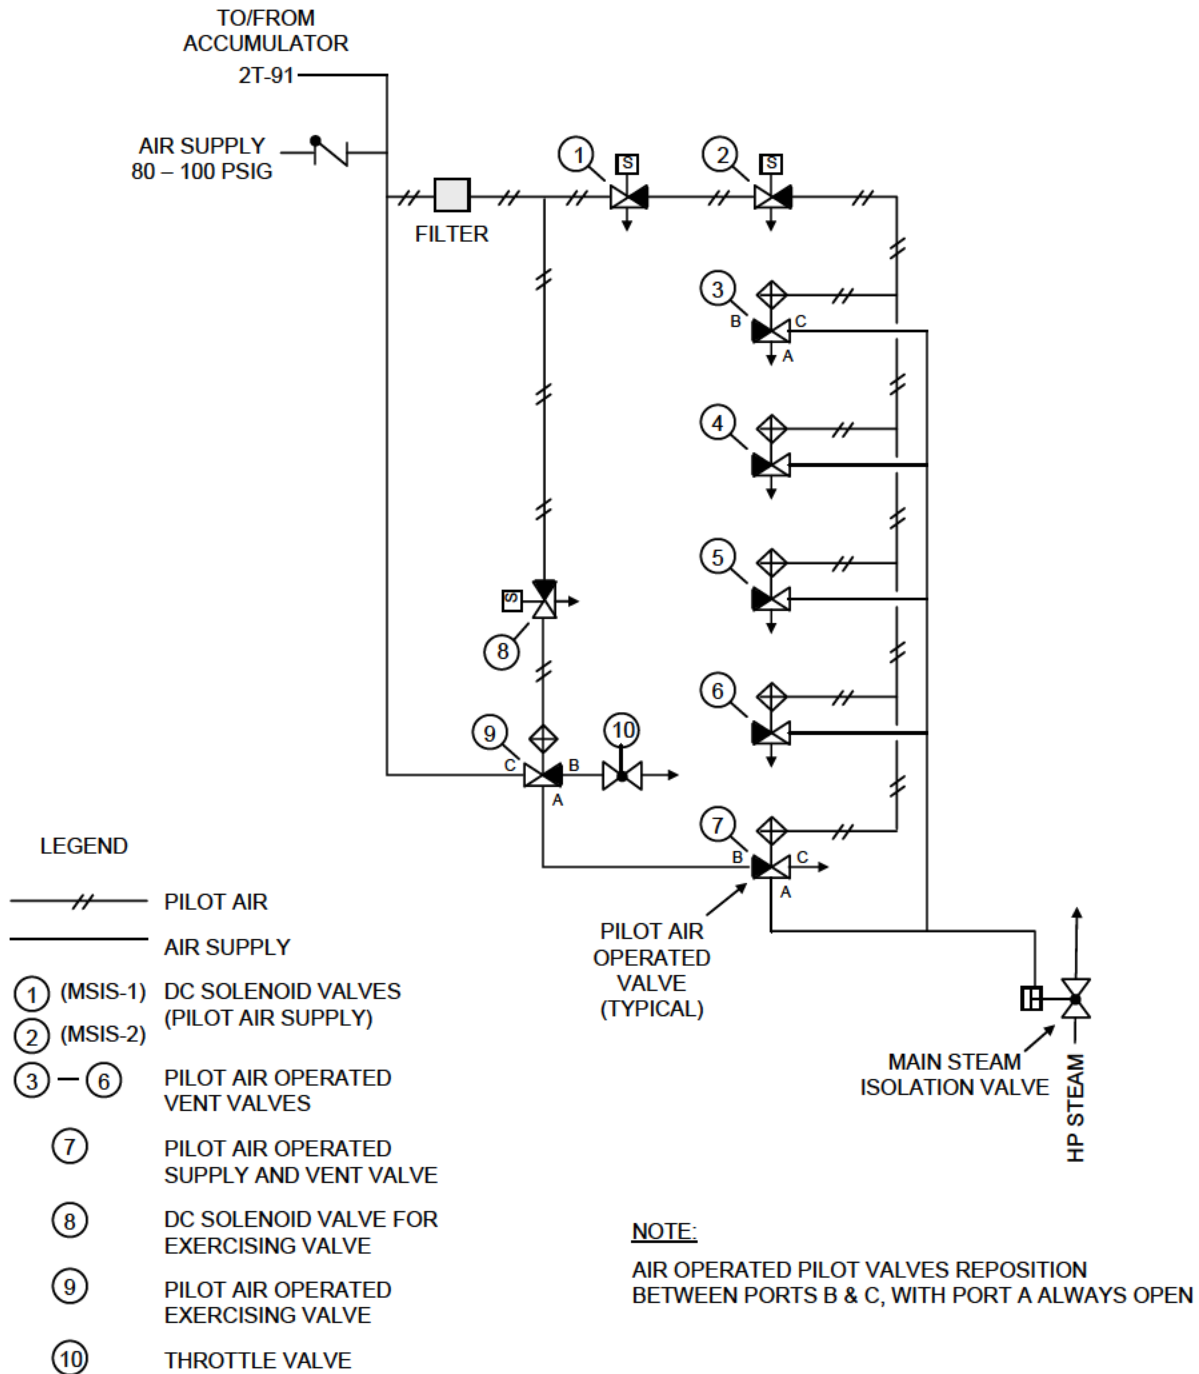 TO/FROM
ACCUMULATOR
2T-91
AIR SUPPLY
80 – 100 PSIG
FILTER
1
S
2
S
3
B
C
A
4
5
6
S
8
9
C
B
A
10
7
B
C
A
PILOT AIR
OPERATED
VALVE
(TYPICAL)
MAIN STEAM
ISOLATION VALVE
HP STEAM
LEGEND
PILOT AIR
AIR SUPPLY
1 (MSIS-1) DC SOLENOID VALVES
2 (MSIS-2) (PILOT AIR SUPPLY)
3 — 6 PILOT AIR OPERATED
VENT VALVES
7 PILOT AIR OPERATED
SUPPLY AND VENT VALVE
8 DC SOLENOID VALVE FOR
EXERCISING VALVE
9 PILOT AIR OPERATED
EXERCISING VALVE
10 THROTTLE VALVE
NOTE:
AIR OPERATED PILOT VALVES REPOSITION
BETWEEN PORTS B & C, WITH PORT A ALWAYS OPEN